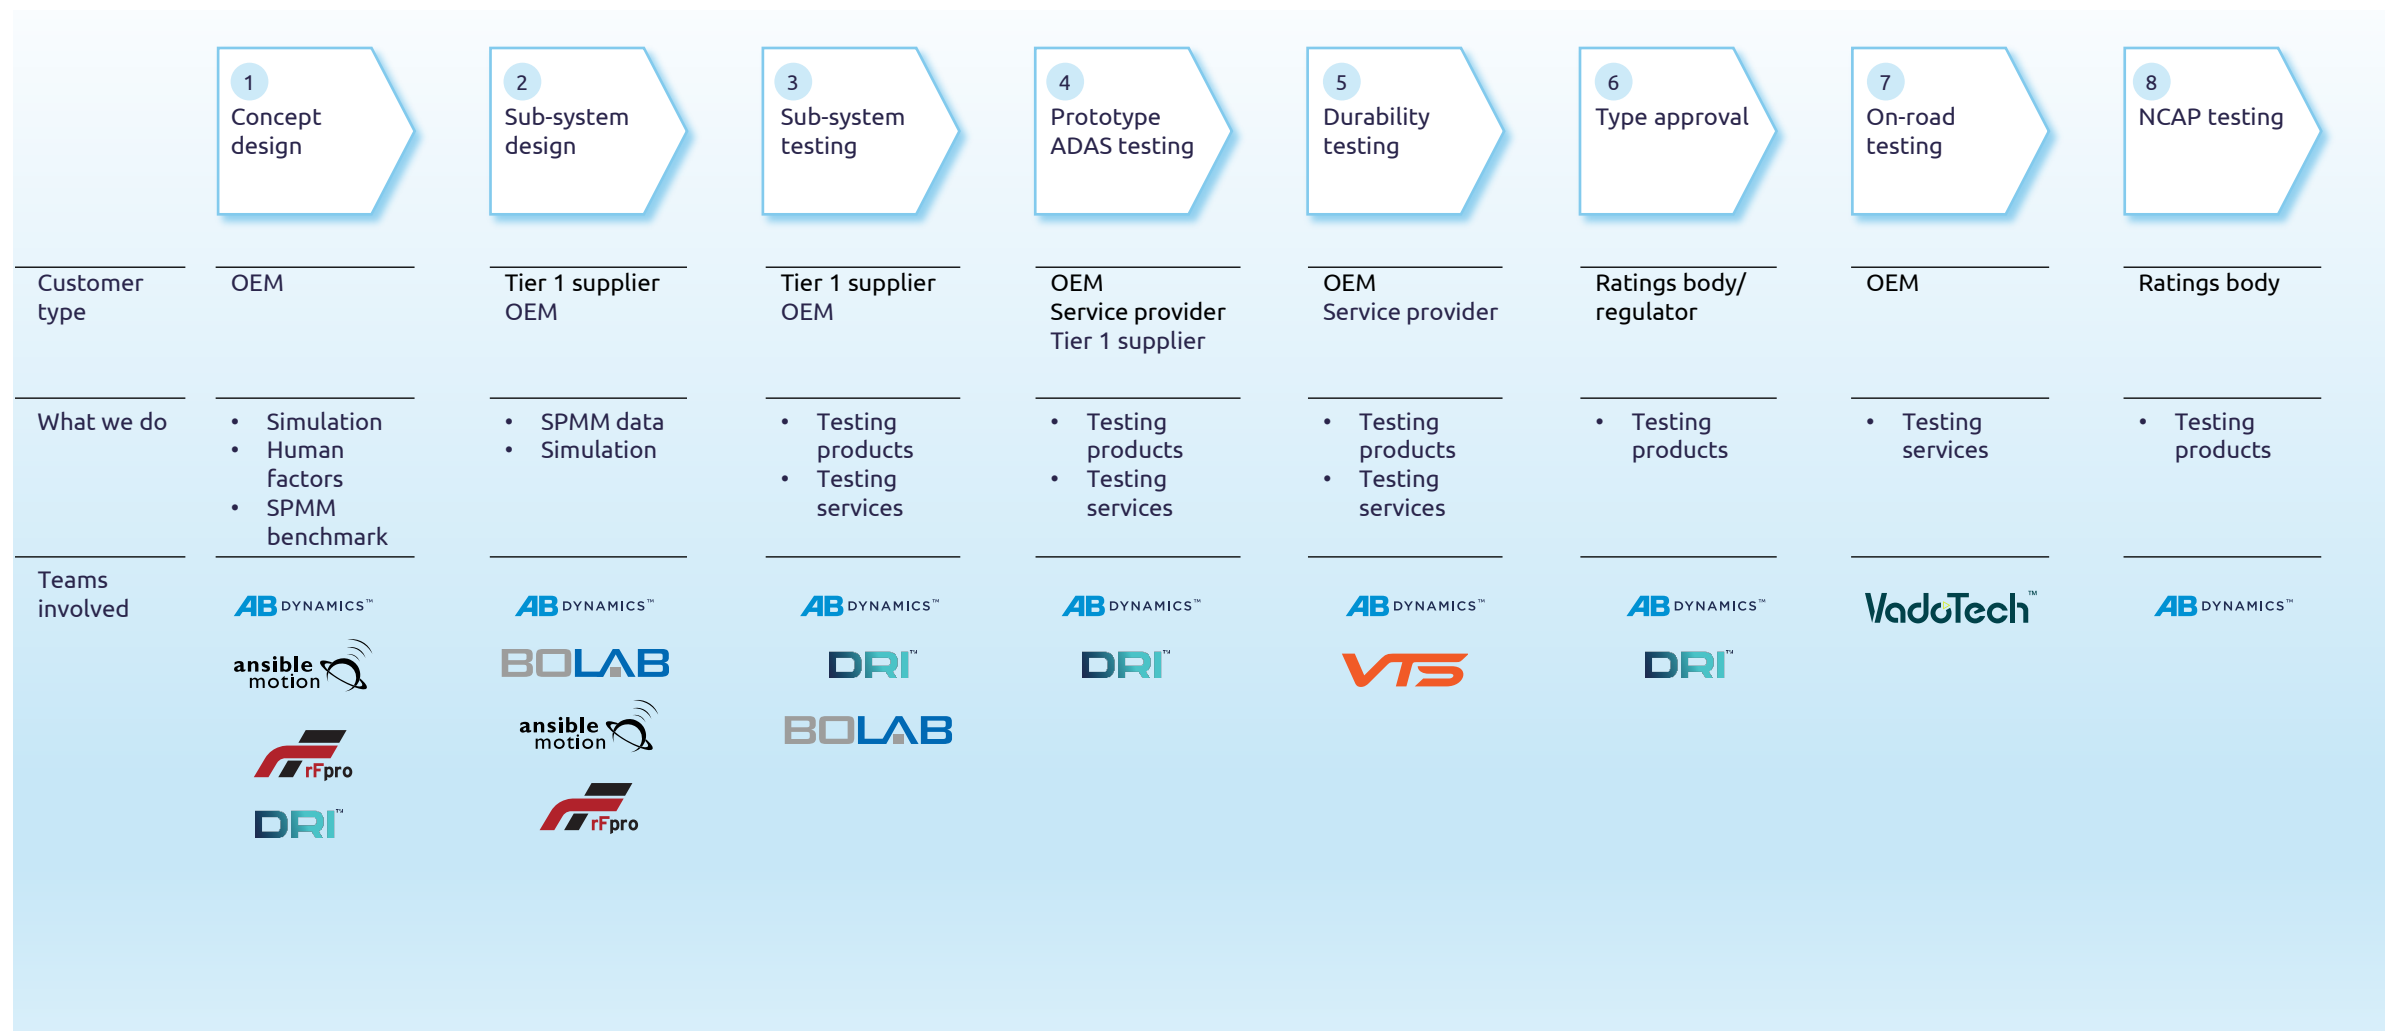 1
Concept
design
2
Sub-system
design
3
Sub-system
testing
4
Prototype
ADAS testing
5
Durability
testing
6
Type approval
7
On-road
testing
8
NCAP testing
Customer
type
OEM
Tier 1 supplier
OEM
Tier 1 supplier
OEM
OEM
Service provider
Tier 1 supplier
OEM
Service provider
Ratings body/
regulator
OEM
Ratings body
What we do
• Simulation
• Human
factors
• SPMM
benchmark
• SPMM data
• Simulation
• Testing
products
• Testing
services
• Testing
products
• Testing
services
• Testing
products
• Testing
services
• Testing
products
• Testing
services
• Testing
products
Teams
involved
AB DYNAMICS™
ansible
motion
rFpro
DRI™
AB DYNAMICS™
BOLAB
ansible
motion
rFpro
AB DYNAMICS™
DRI™
BOLAB
AB DYNAMICS™
DRI™
AB DYNAMICS™
VTS
AB DYNAMICS™
DRI™
VadoTech™
AB DYNAMICS™